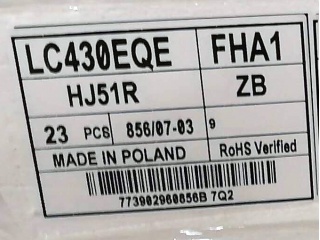 LC430EQE FHA1
HJ51R ZB
23 PCS 856/07-03 9
MADE IN POLAND RoHS Verified
773902960856B 7Q2